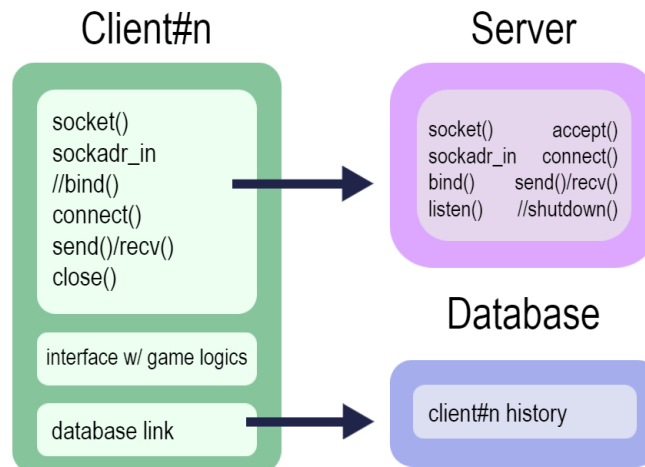 Client#n
socket()
sockadr_in
//bind()
connect()
send()/recv()
close()
interface w/ game logics
database link
Server
socket()
sockadr_in
bind()
listen()
accept()
connect()
send()/recv()
//shutdown()
Database
client#n history